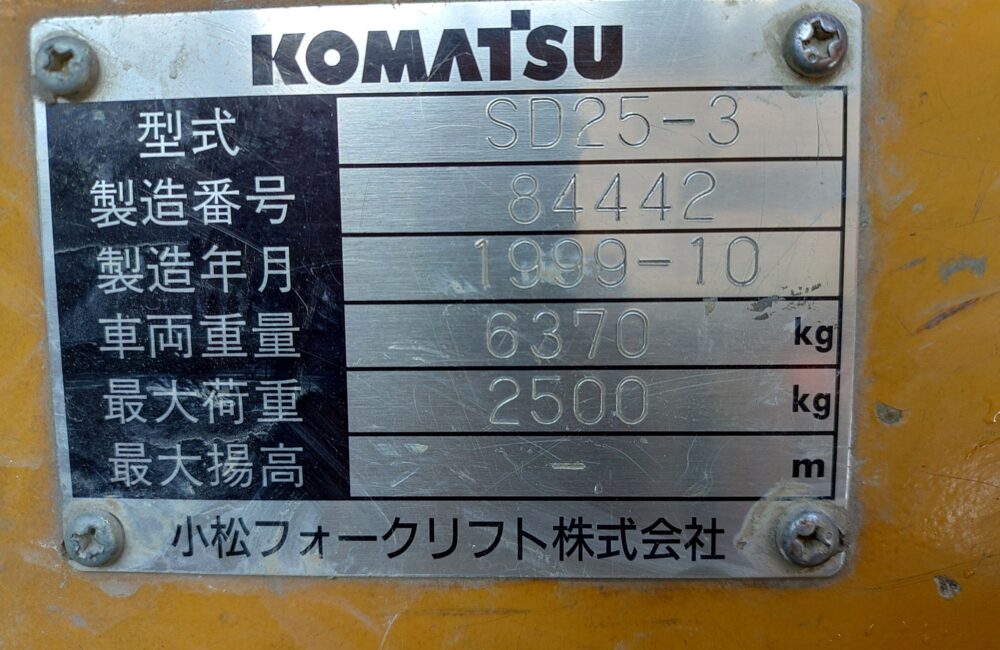 KOMATSU
型式 SD25-3
製造番号 84442
製造年月 1999-10
車両重量 6370 kg
最大荷重 2500 kg
最大揚高 - m
小松フォークリフト株式会社